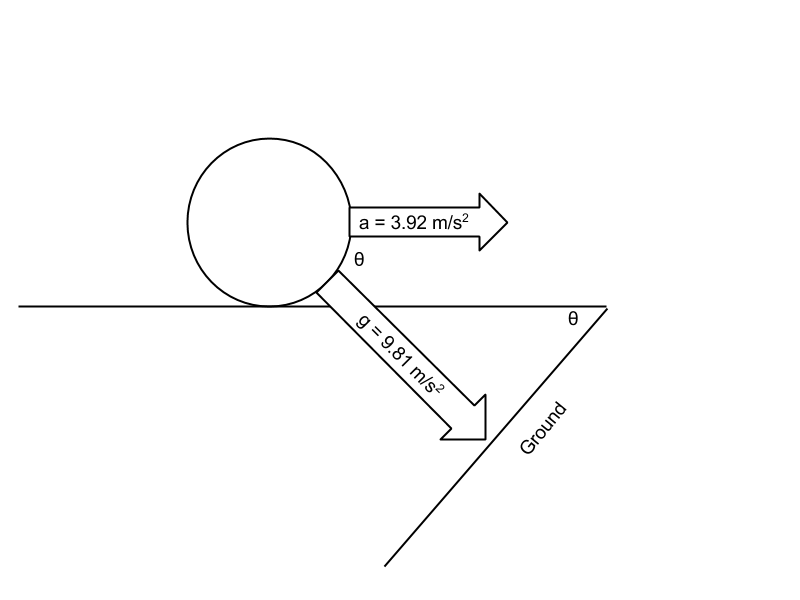 a = 3.92 m/s²
θ
θ
g = 9.81 m/s²
Ground